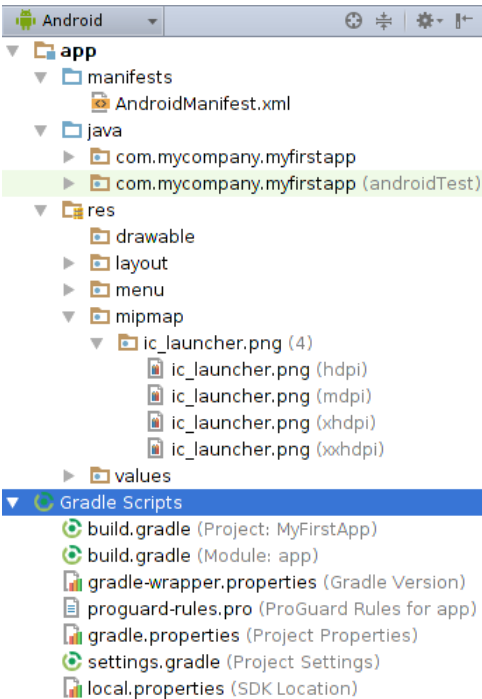 Android
app
manifests
AndroidManifest.xml
java
com.mycompany.myfirstapp
com.mycompany.myfirstapp (androidTest)
res
drawable
layout
menu
mipmap
ic_launcher.png (4)
ic_launcher.png (hdpi)
ic_launcher.png (mdpi)
ic_launcher.png (xhdpi)
ic_launcher.png (xxhdpi)
values
Gradle Scripts
build.gradle (Project: MyFirstApp)
build.gradle (Module: app)
gradle-wrapper.properties (Gradle Version)
proguard-rules.pro (ProGuard Rules for app)
gradle.properties (Project Properties)
settings.gradle (Project Settings)
local.properties (SDK Location)